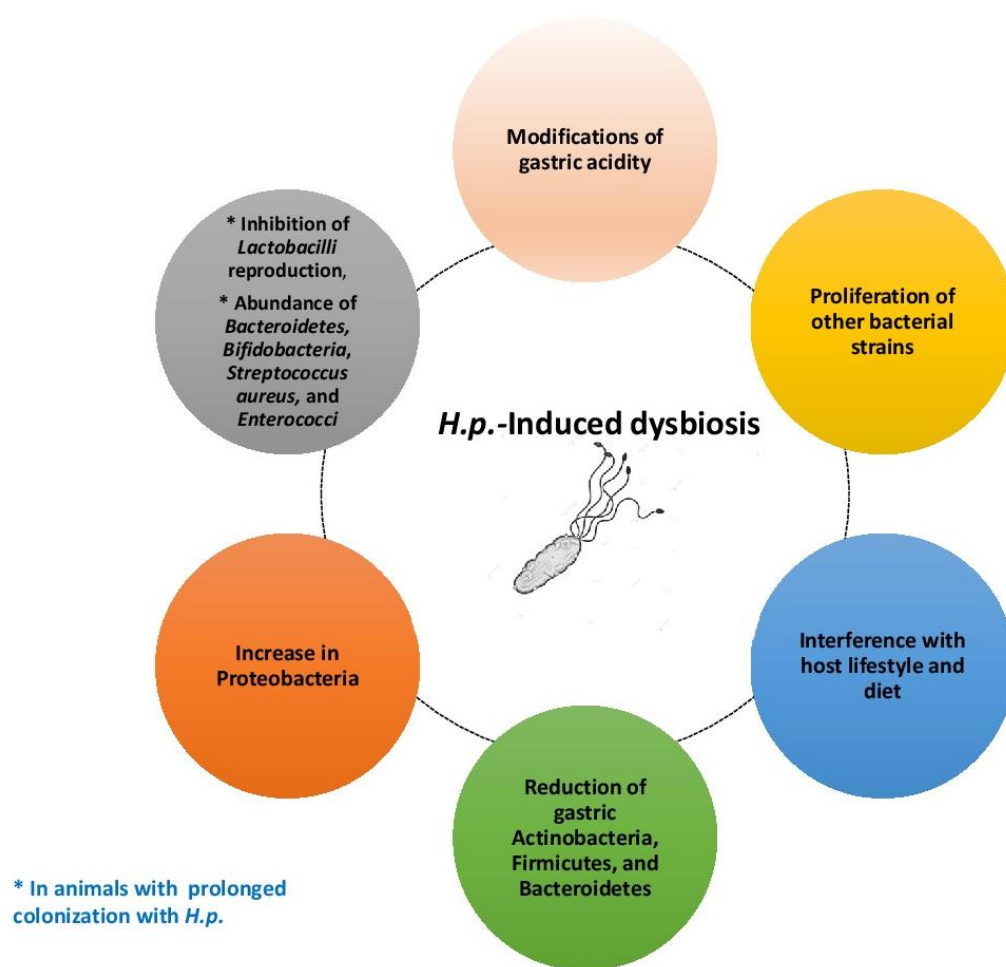 Modifications of
gastric acidity
* Inhibition of
Lactobacilli
reproduction,
* Abundance of
Bacteroidetes,
Bifidobacteria,
Streptococcus
aureus, and
Enterococci
Proliferation of
other bacterial
strains
H.p.-Induced dysbiosis
Increase in
Proteobacteria
Interference with
host lifestyle and
diet
Reduction of
gastric
Actinobacteria,
Firmicutes, and
Bacteroidetes
* In animals with prolonged
colonization with H.p.